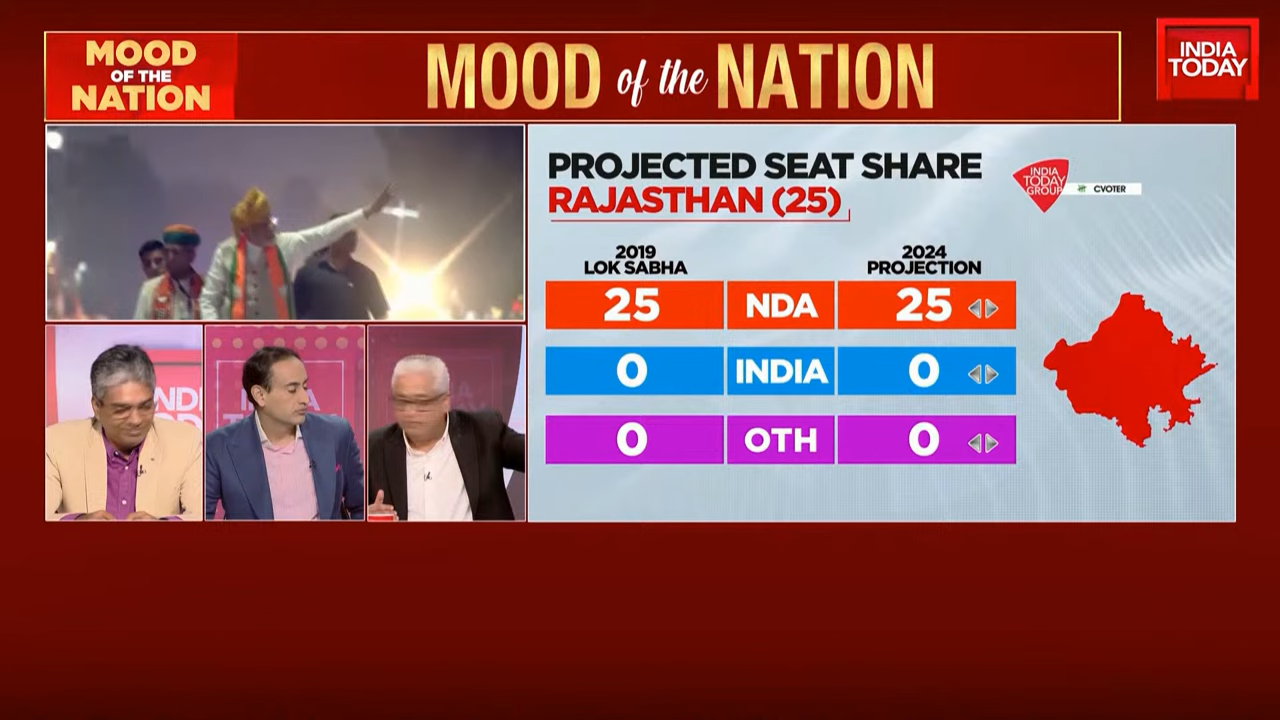 MOOD
OF THE
NATION
MOOD of the NATION
INDIA
TODAY
PROJECTED SEAT SHARE
RAJASTHAN (25)
INDIA
TODAY
GROUP
CVOTER
2019
LOK SABHA
2024
PROJECTION
25 NDA 25
0 INDIA 0
0 OTH 0